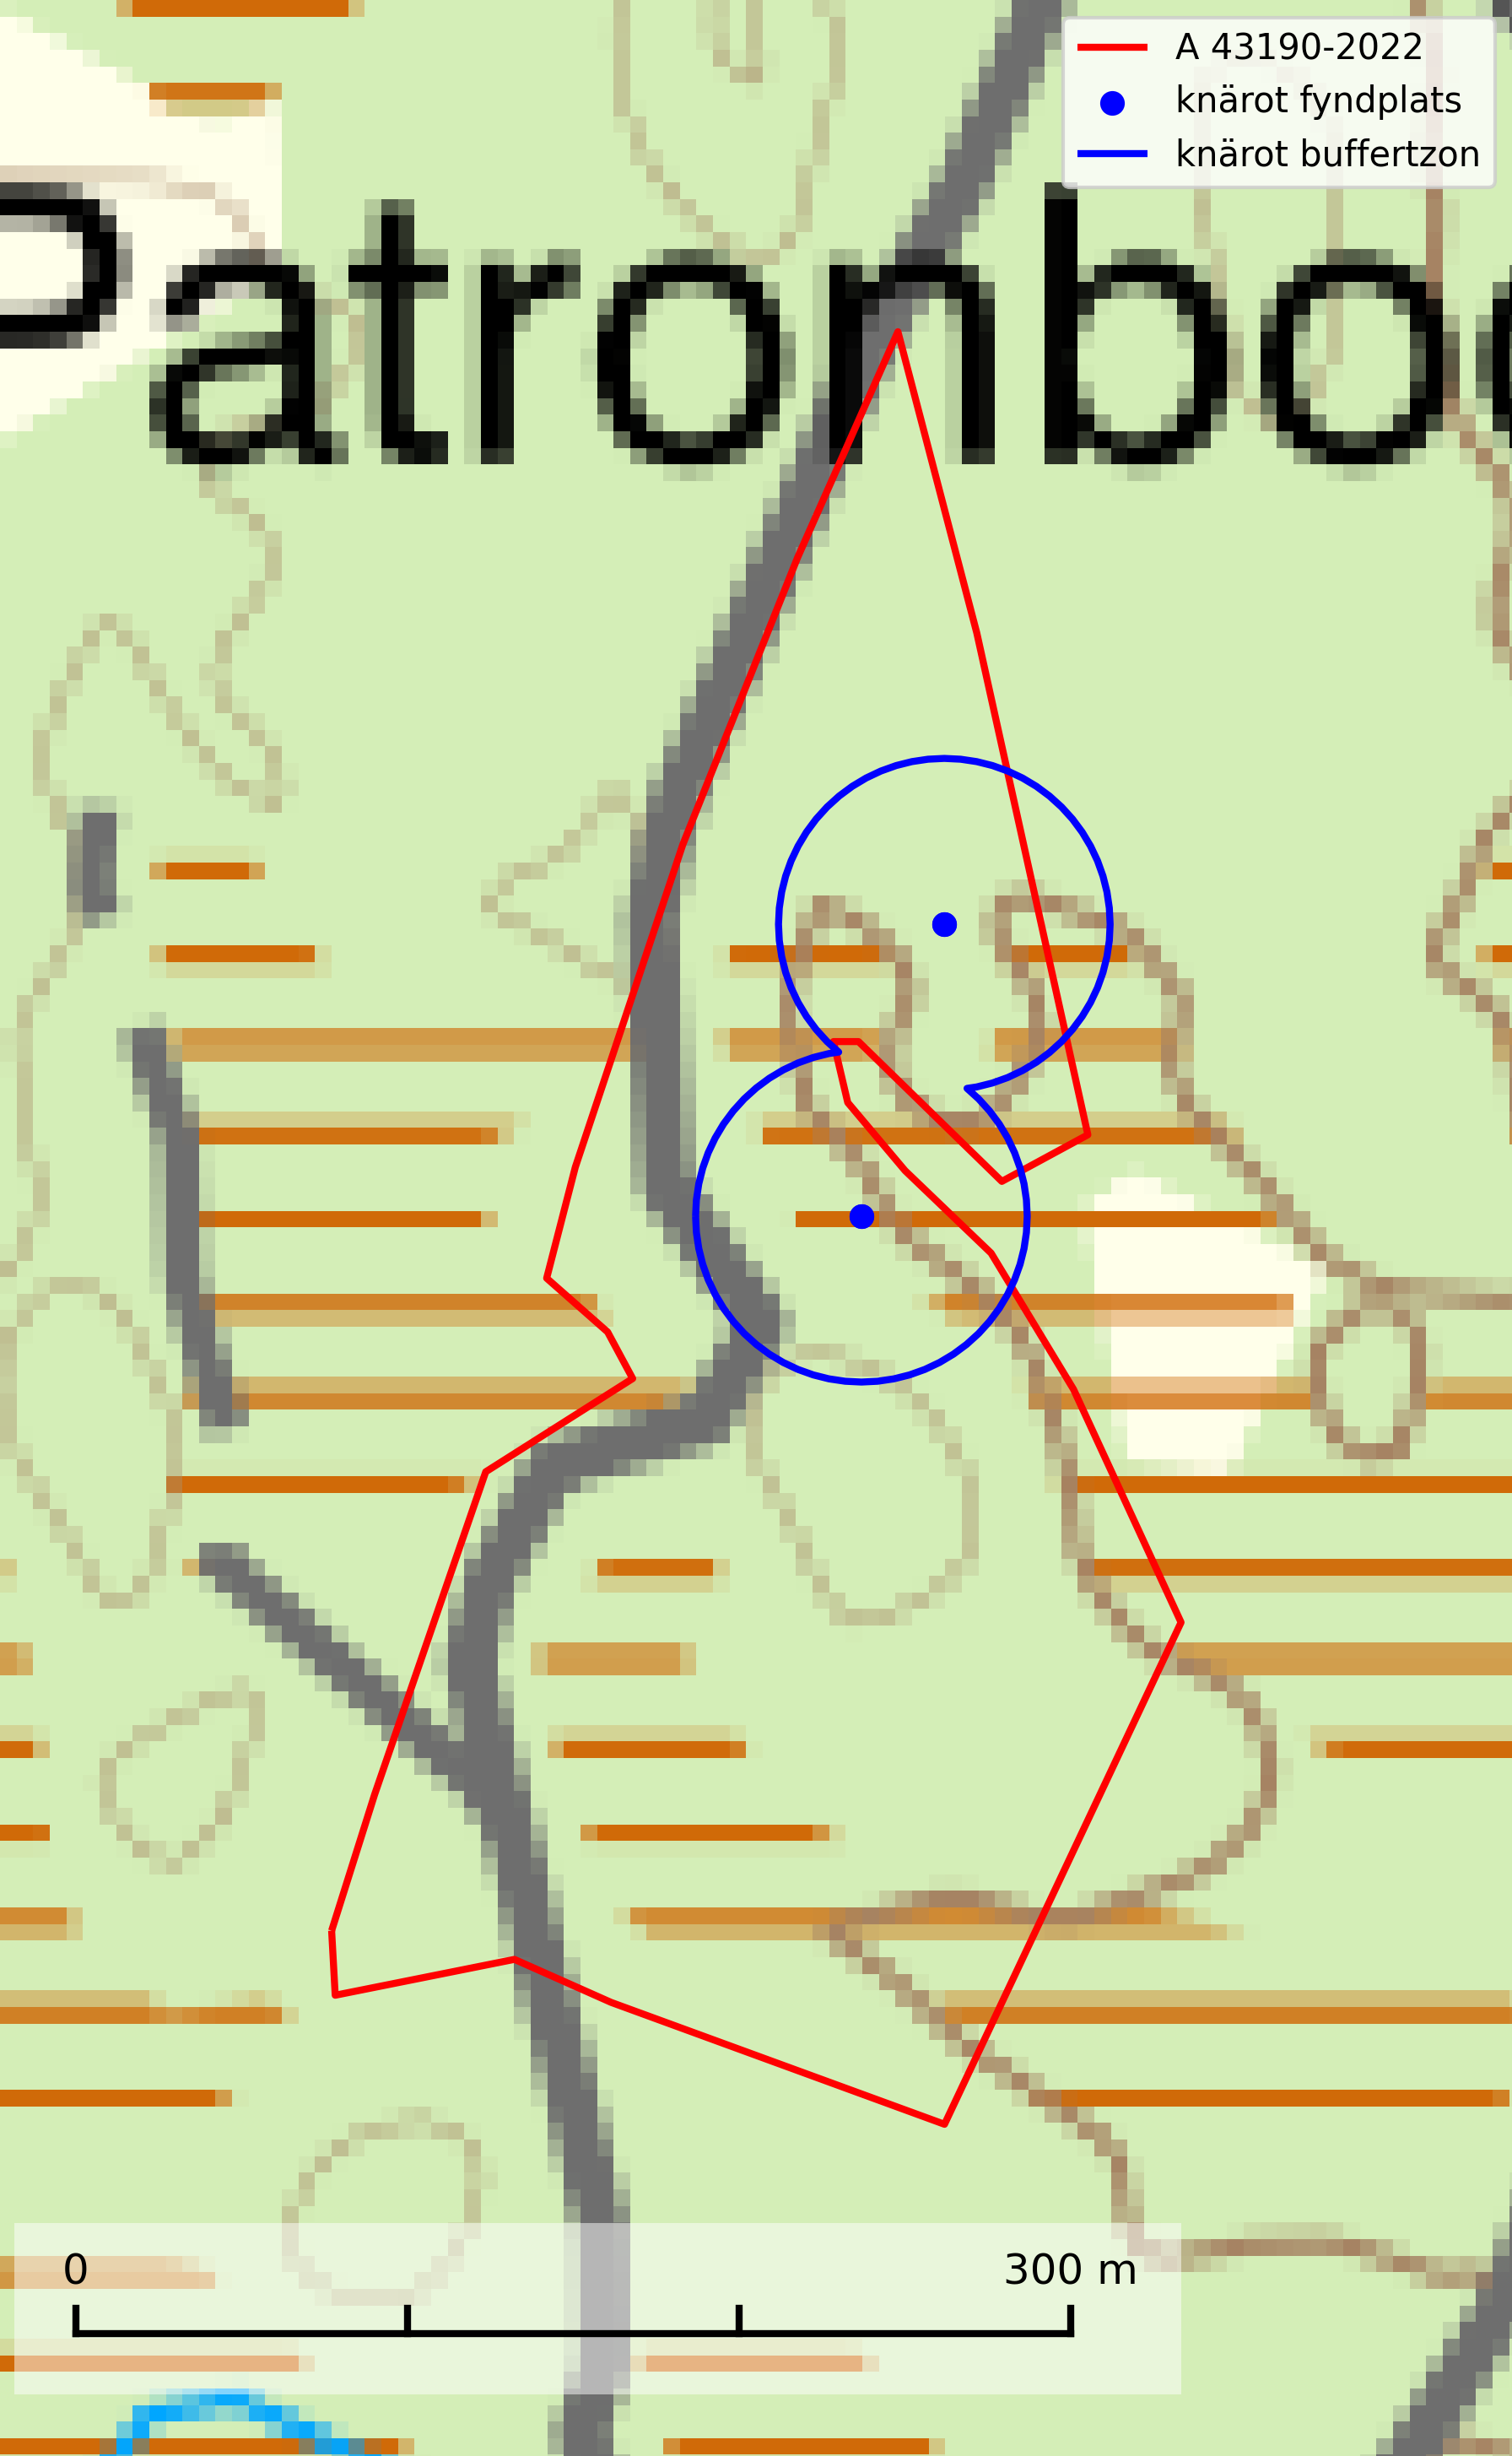 A 43190-2022
knärot fyndplats
knärot buffertzon
Patronbo
0 300 m